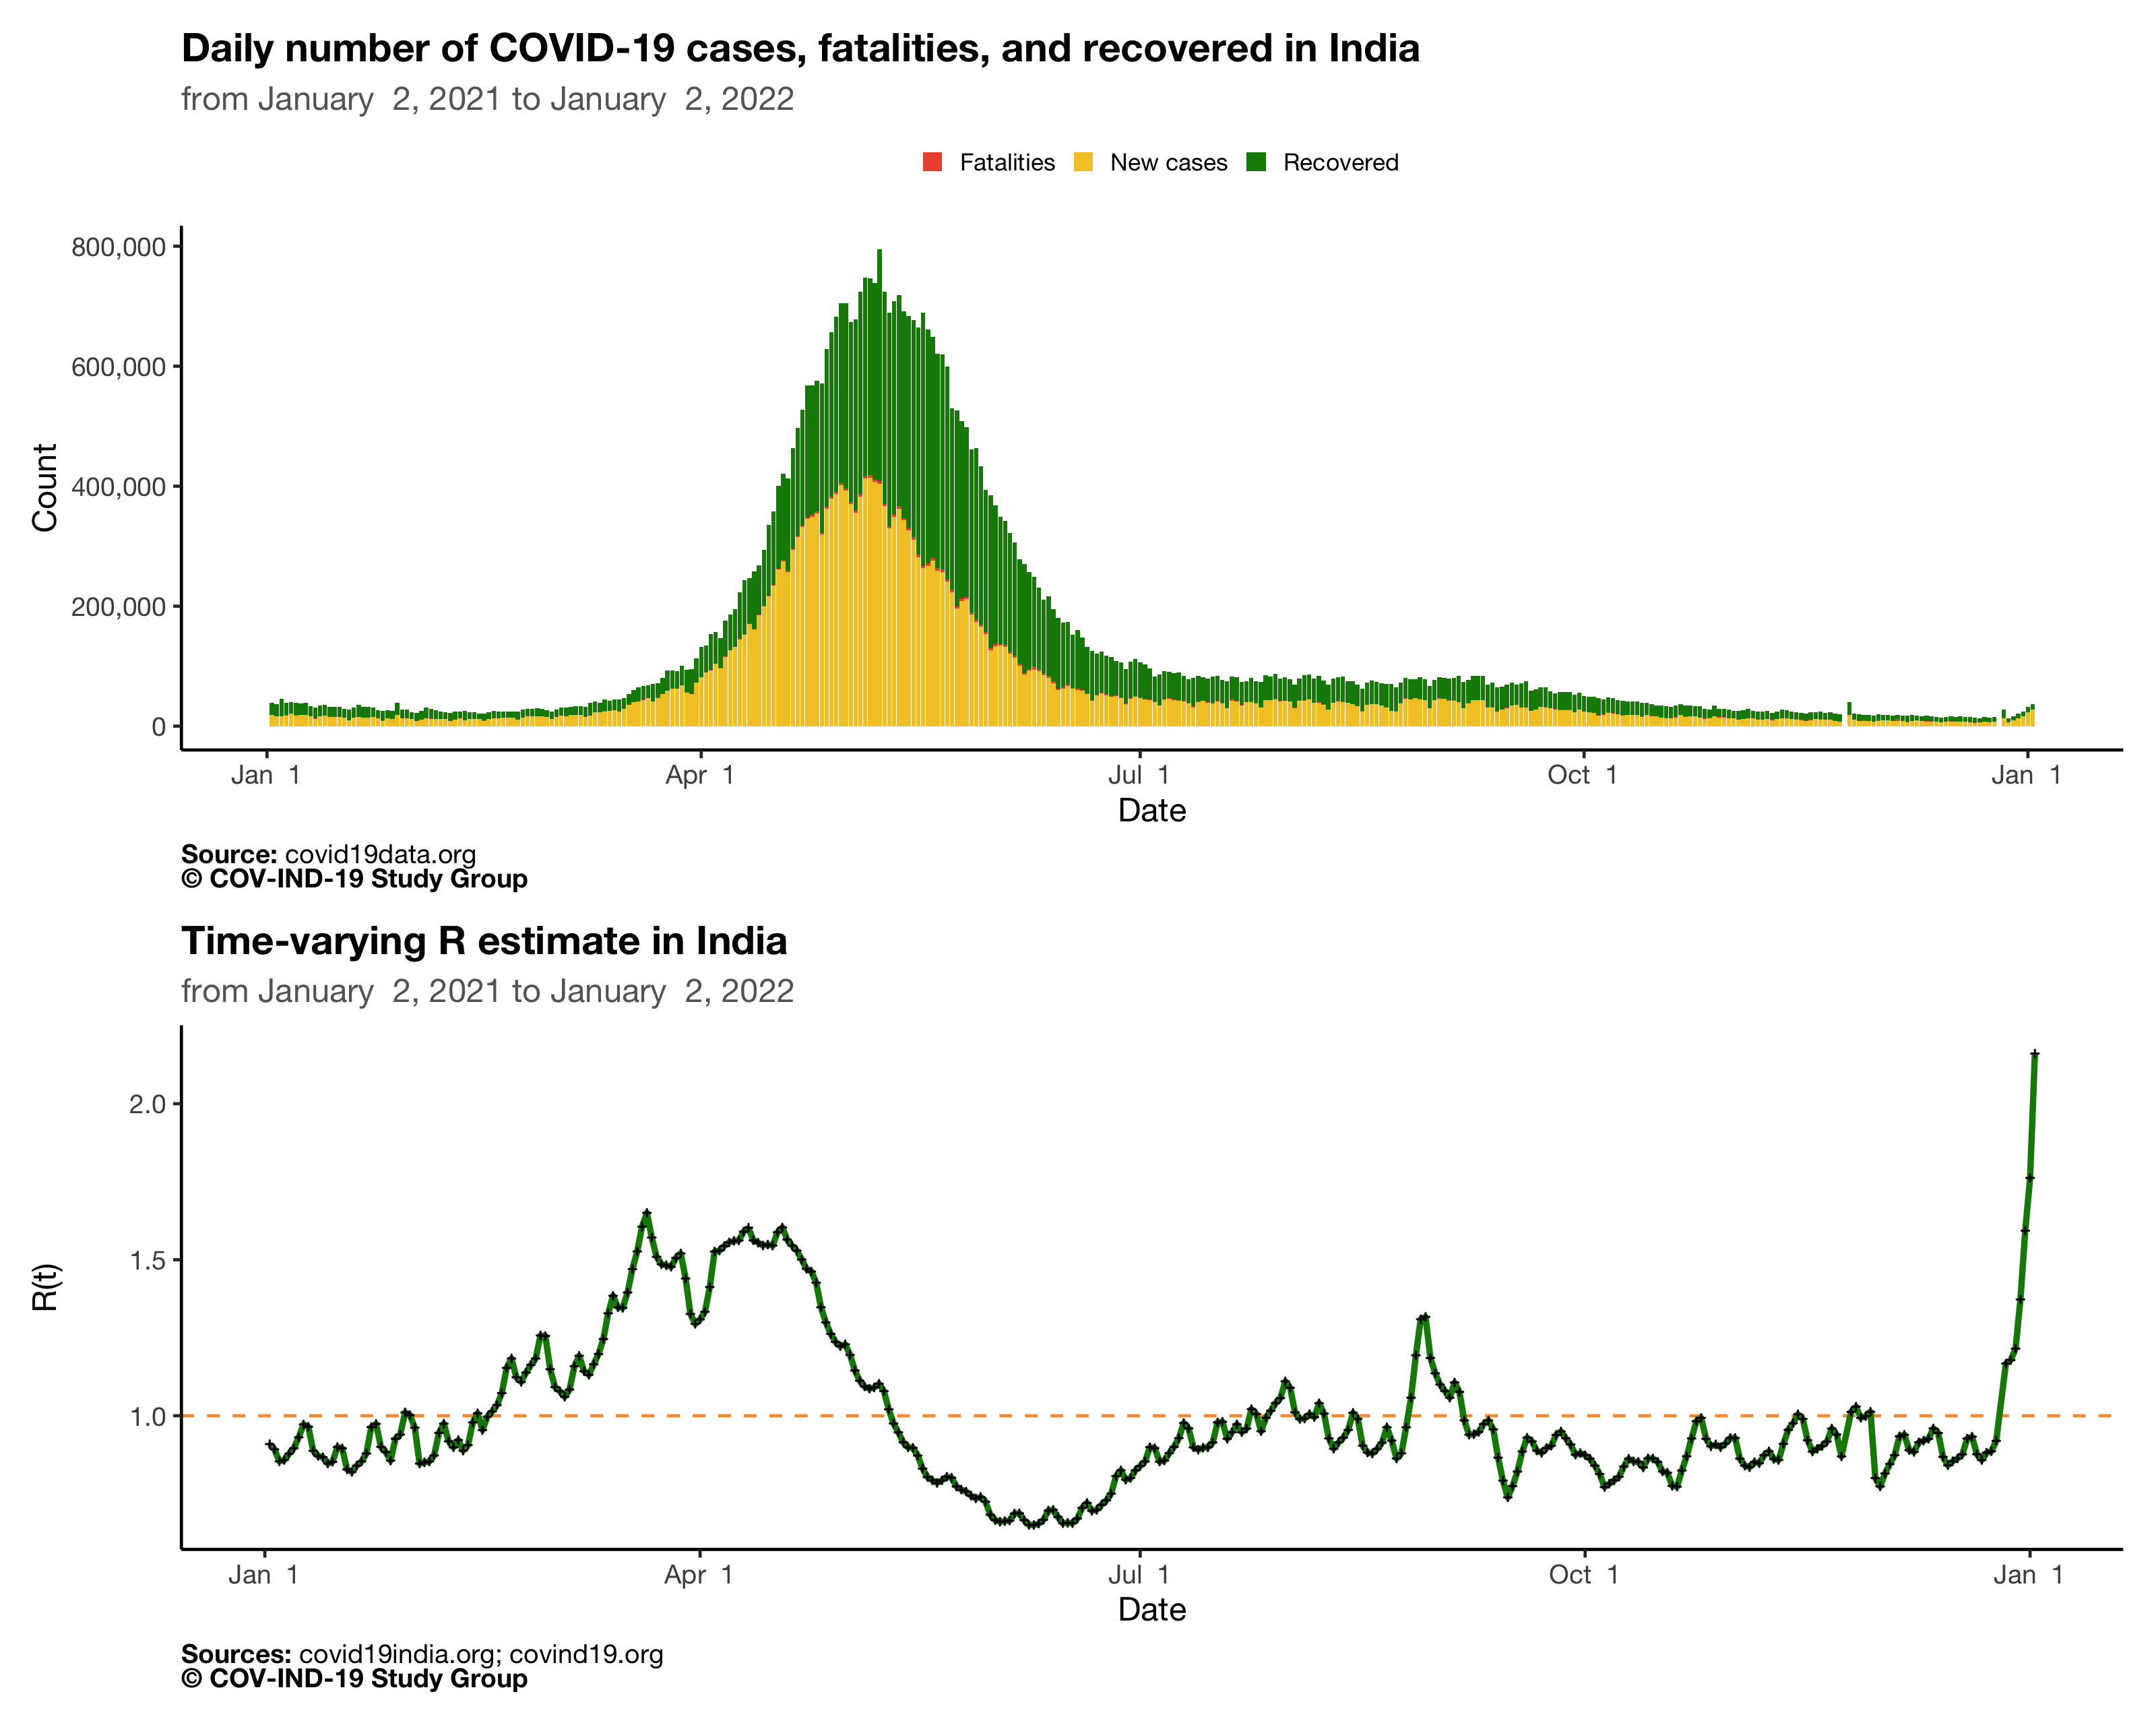 Daily number of COVID-19 cases, fatalities, and recovered in India
from January  2, 2021 to January  2, 2022
Fatalities New cases Recovered
800,000
600,000
400,000
200,000
0
Count
Jan  1 Apr  1 Jul  1 Oct  1 Jan  1
Date
Source: covid19data.org
© COV-IND-19 Study Group
Time-varying R estimate in India
from January  2, 2021 to January  2, 2022
2.0
1.5
1.0
R(t)
Jan  1 Apr  1 Jul  1 Oct  1 Jan  1
Date
Sources: covid19india.org; covind19.org
© COV-IND-19 Study Group